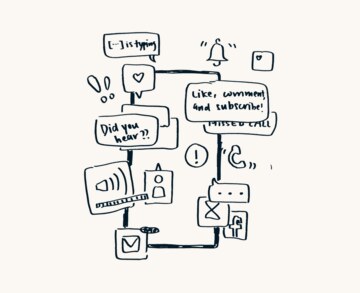 [...] is typing
Like, comment,
and subscribe!
MISSED CALL
Did you
hear??